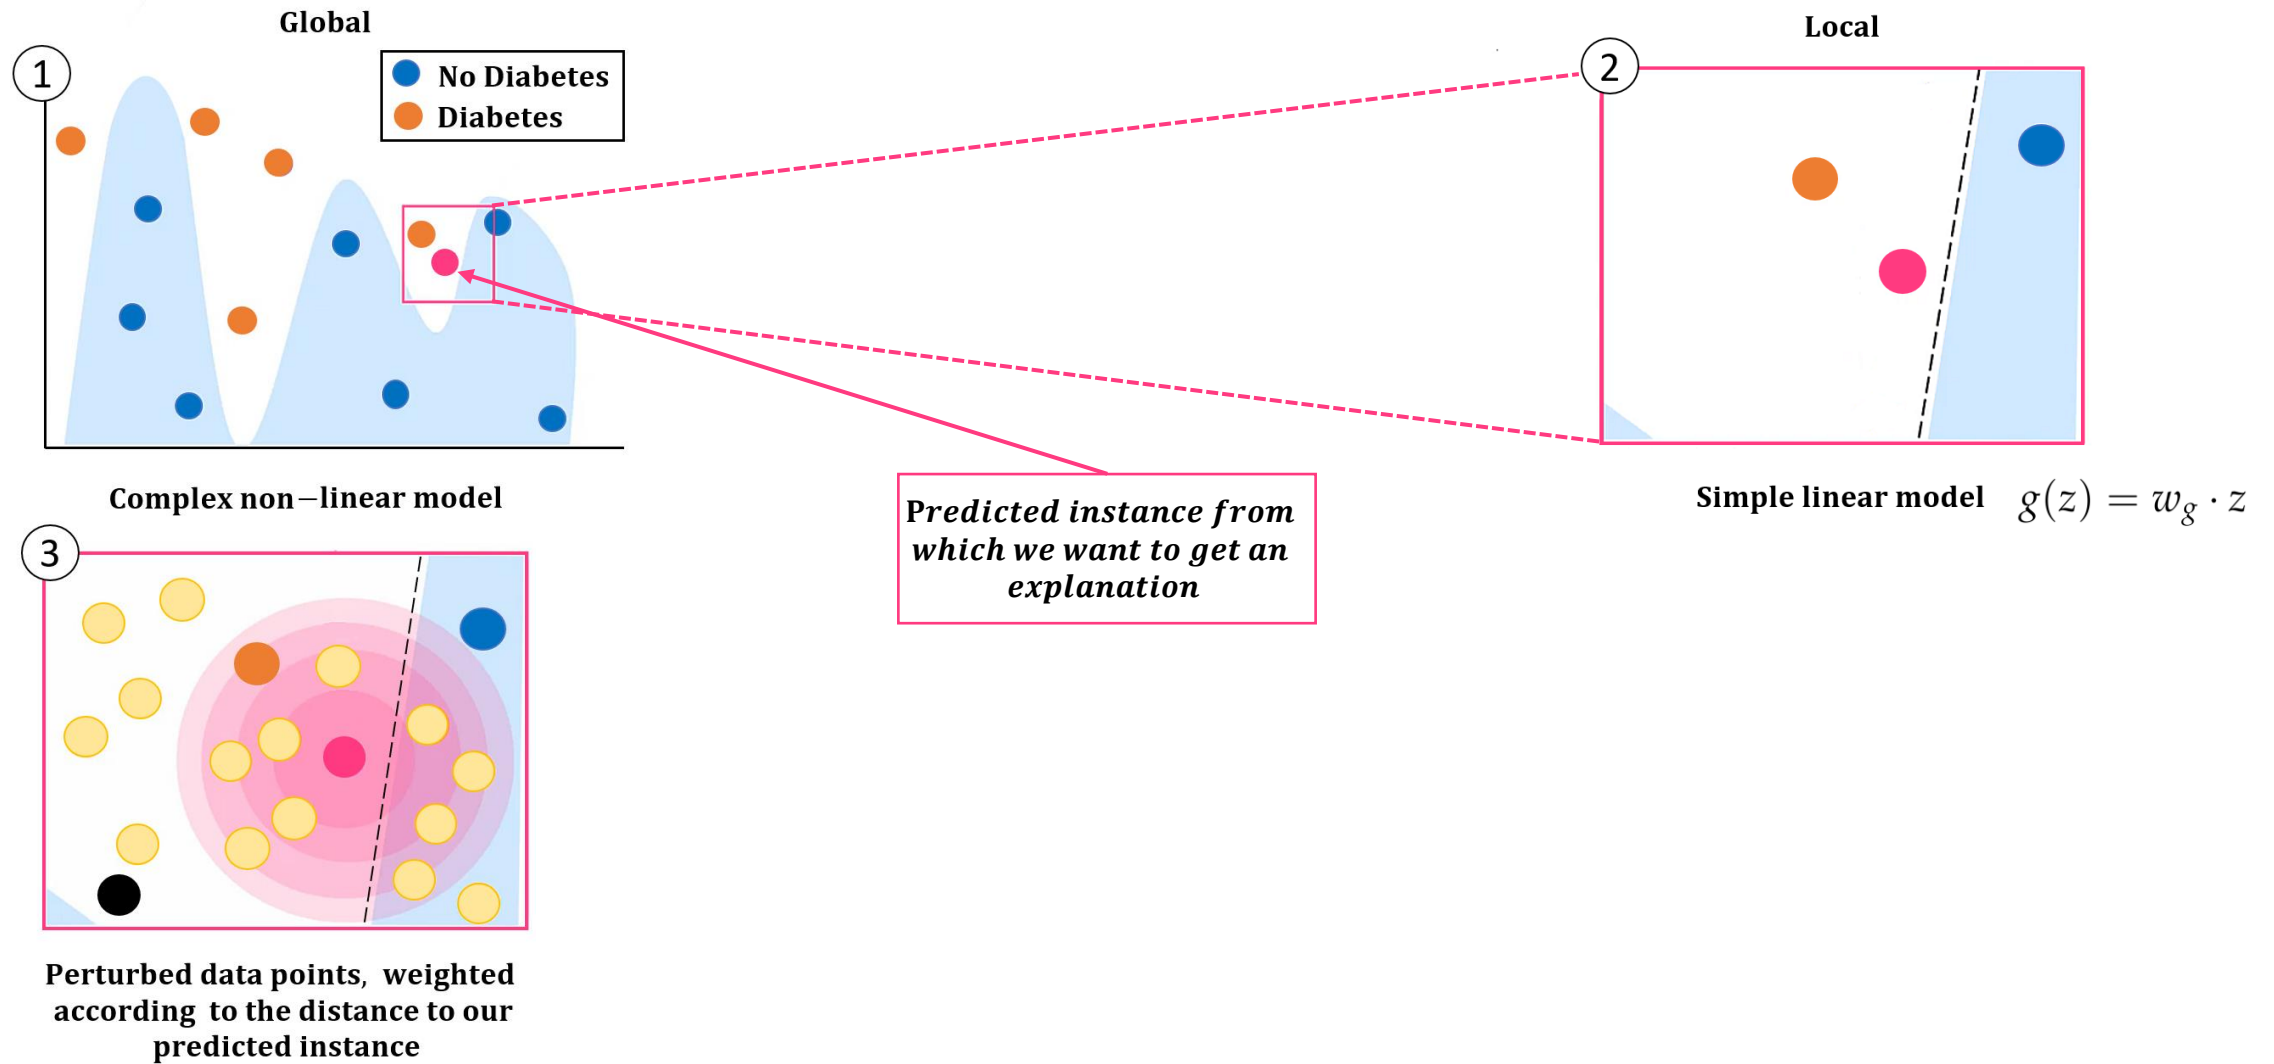 Global
1
No Diabetes
Diabetes
Complex non–linear model
Local
2
Simple linear model g(z) = w_g · z
Predicted instance from
which we want to get an
explanation
3
Perturbed data points, weighted
according to the distance to our
predicted instance